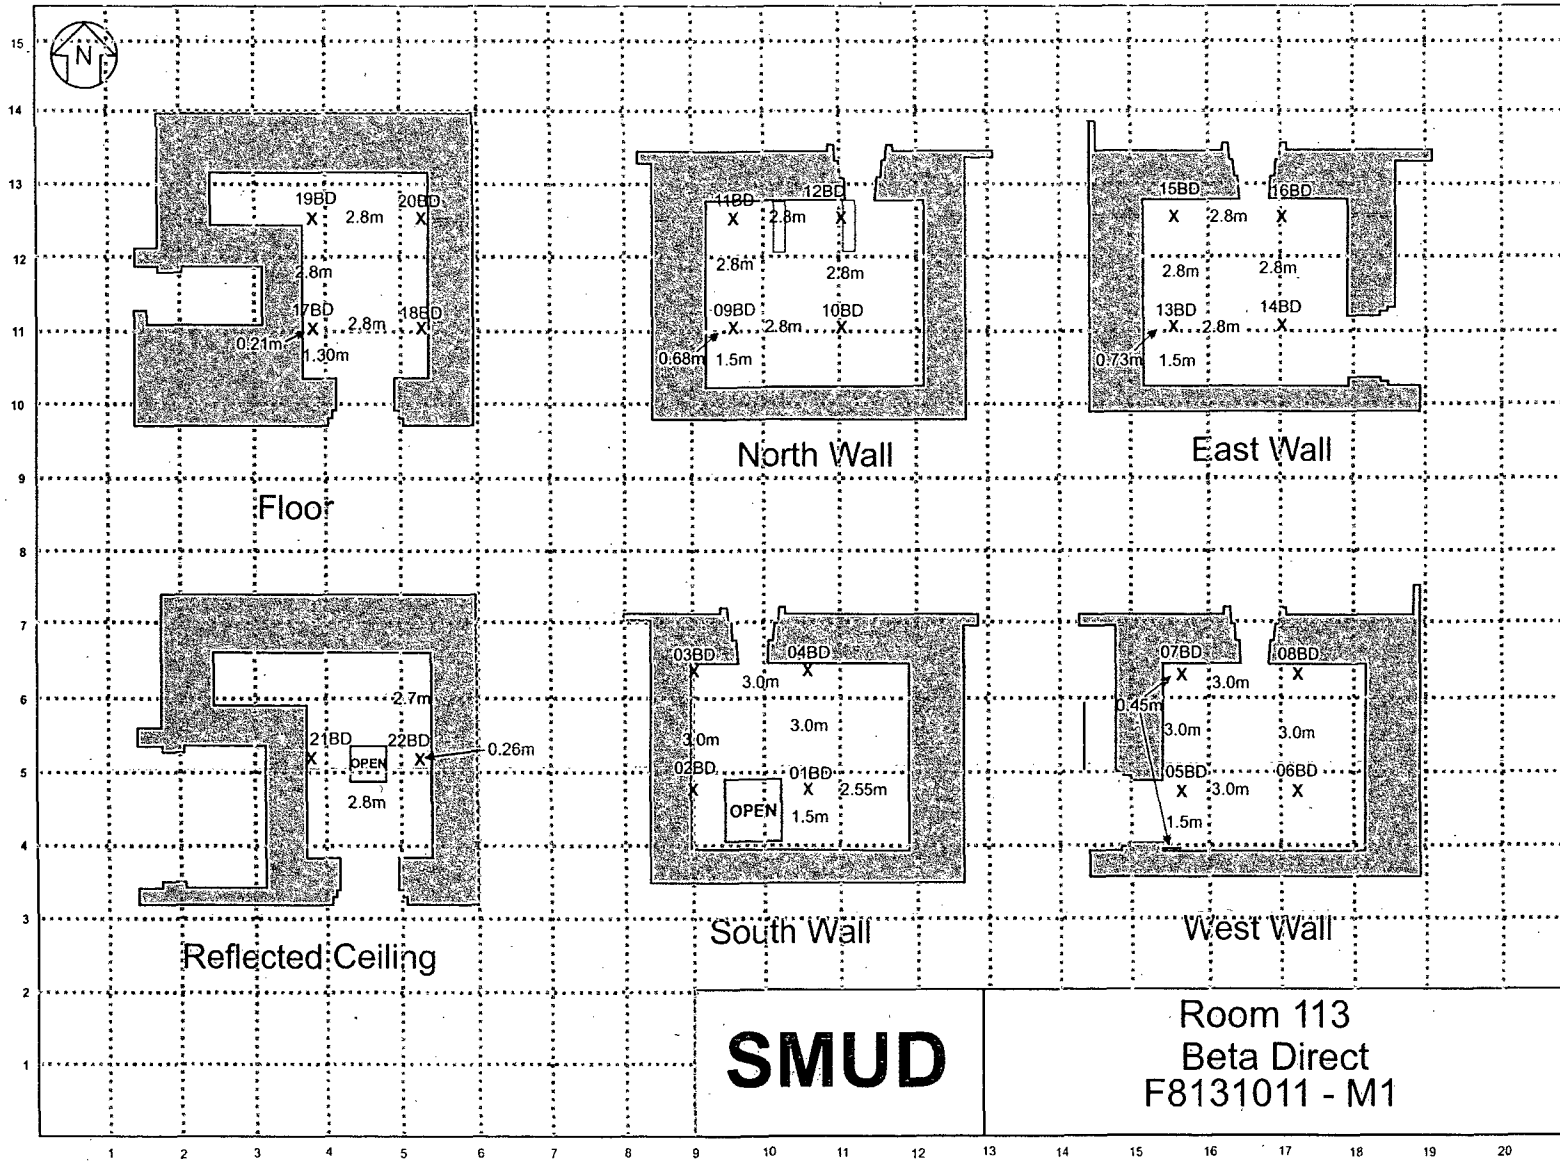 15
N
14
13
12
11
10
9
8
7
6
5
4
3
2
1
19BD
2.8m
20BD
2.8m
17BD
2.8m
18BD
0.21m
1.30m
Floor
11BD
2.8m
12BD
2.8m
2.8m
09BD
2.8m
10BD
0.68m
1.5m
North Wall
15BD
2.8m
16BD
2.8m
2.8m
13BD
2.8m
14BD
0.73m
1.5m
East Wall
2.7m
21BD
22BD
OPEN
0.26m
2.8m
Reflected Ceiling
03BD
04BD
3.0m
3.0m
3.0m
02BD
01BD
2.55m
OPEN
1.5m
South Wall
07BD
08BD
3.0m
0.45m
3.0m
3.0m
05BD
3.0m
06BD
1.5m
West Wall
SMUD
Room 113
Beta Direct
F8131011 - M1
1 2 3 4 5 6 7 8 9 10 11 12 13 14 15 16 17 18 19 20